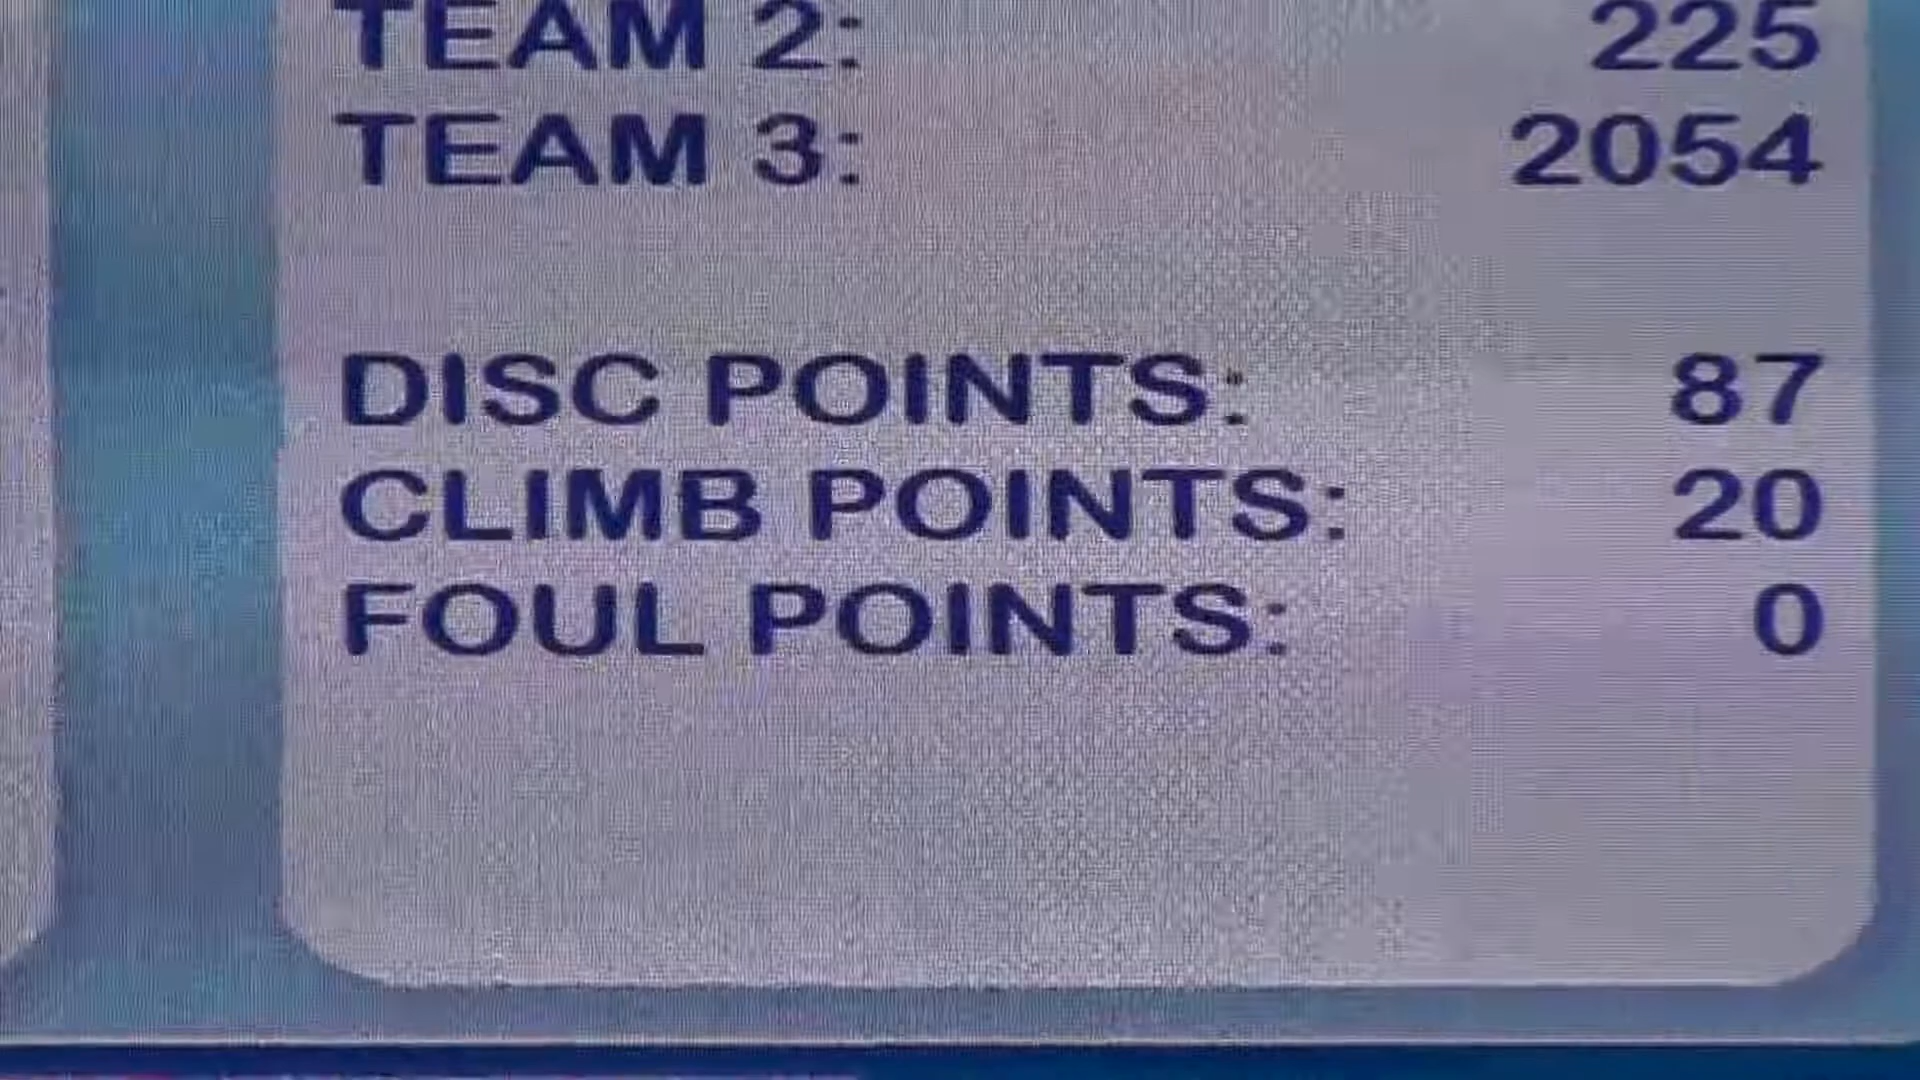 TEAM 2: 225
TEAM 3: 2054
DISC POINTS: 87
CLIMB POINTS: 20
FOUL POINTS: 0